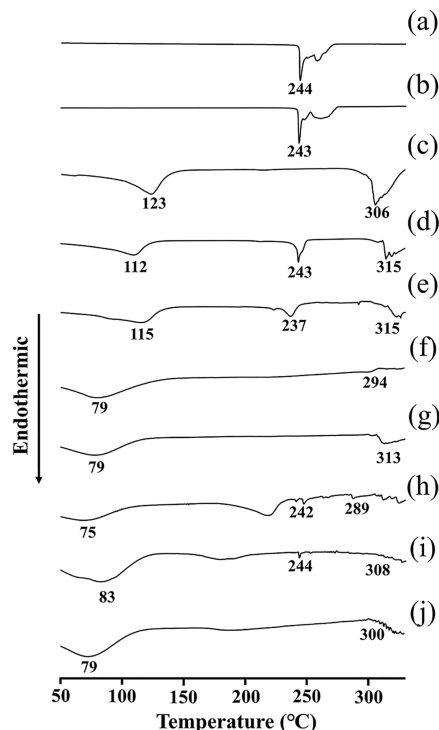 (a)
244
(b)
243
(c)
123
306
(d)
112
243
315
(e)
115
237
315
(f)
79
294
(g)
79
313
(h)
75
242
289
(i)
83
244
308
(j)
79
300
Endothermic
50 100 150 200 250 300
Temperature (℃)